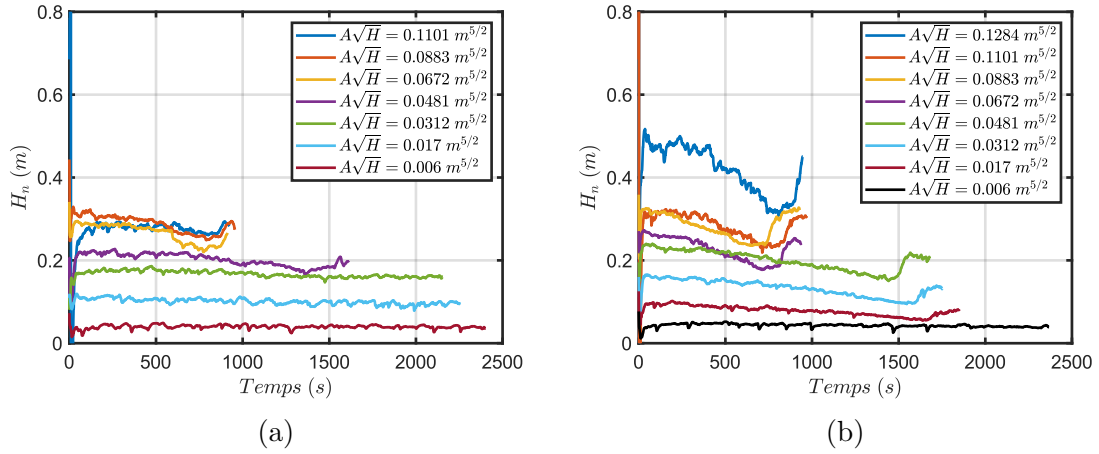 0.8
0.6
0.4
0.2
0
0 500 1000 1500 2000 2500
H_n (m)
Temps (s)
A√H = 0.1101 m^{5/2}
A√H = 0.0883 m^{5/2}
A√H = 0.0672 m^{5/2}
A√H = 0.0481 m^{5/2}
A√H = 0.0312 m^{5/2}
A√H = 0.017 m^{5/2}
A√H = 0.006 m^{5/2}
(a)
0.8
0.6
0.4
0.2
0
0 500 1000 1500 2000 2500
H_n (m)
Temps (s)
A√H = 0.1284 m^{5/2}
A√H = 0.1101 m^{5/2}
A√H = 0.0883 m^{5/2}
A√H = 0.0672 m^{5/2}
A√H = 0.0481 m^{5/2}
A√H = 0.0312 m^{5/2}
A√H = 0.017 m^{5/2}
A√H = 0.006 m^{5/2}
(b)